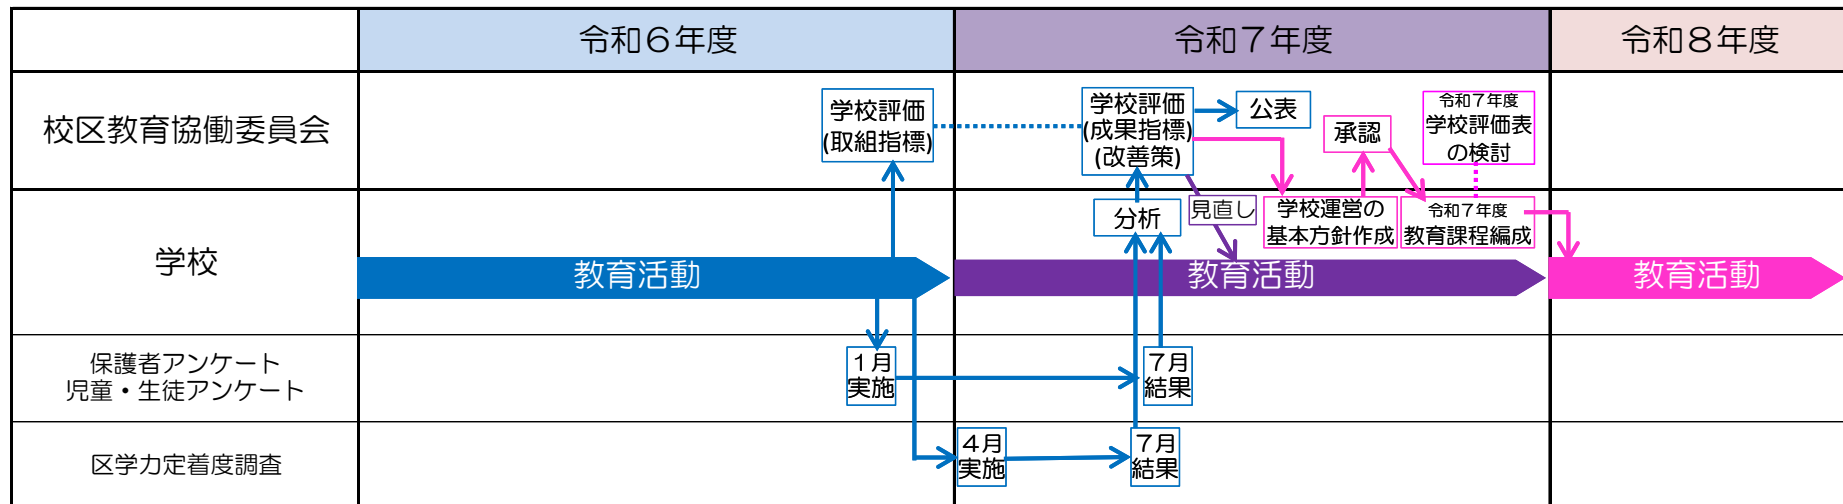 令和６年度
令和７年度
令和８年度
校区教育協働委員会
学校評価
(取組指標)
学校評価
(成果指標)
(改善策)
公表
承認
令和７年度
学校評価表
の検討
学校
分析
見直し
学校運営の
基本方針作成
令和７年度
教育課程編成
教育活動
教育活動
教育活動
保護者アンケート
児童・生徒アンケート
１月
実施
７月
結果
区学力定着度調査
４月
実施
７月
結果